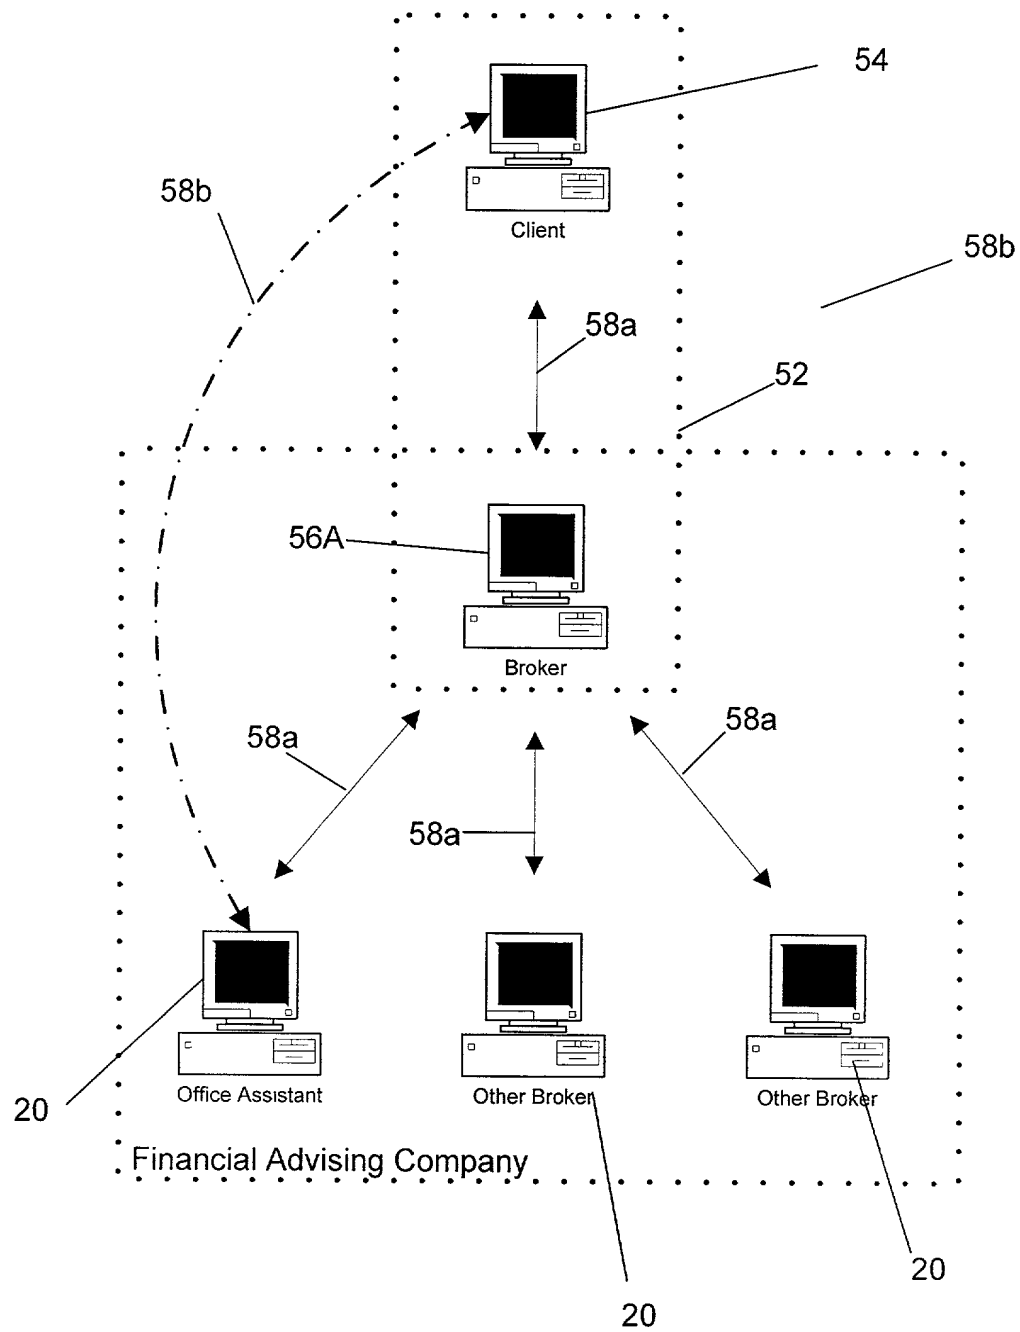 54
58b
Client
58b
58a
52
56A
Broker
58a
58a
58a
Office Assistant
Other Broker
Other Broker
20
Financial Advising Company
20
20